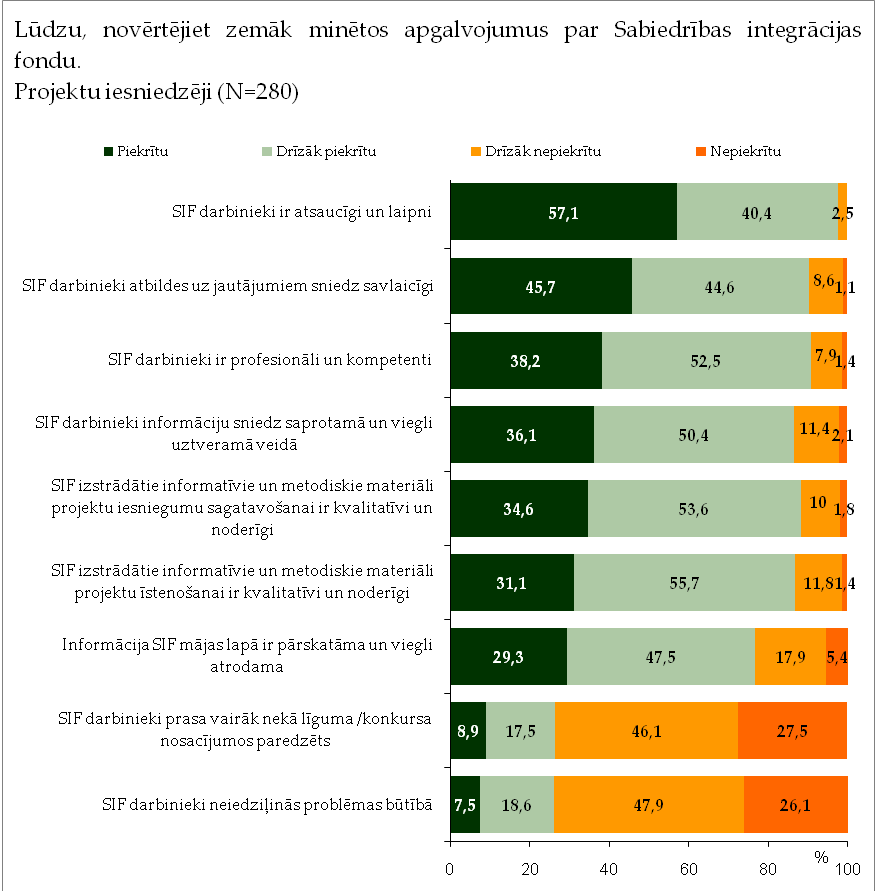 Lūdzu, novērtējiet zemāk minētos apgalvojumus par Sabiedrības integrācijas
fondu.
Projektu iesniedzēji (N=280)
Piekrītu Drīzāk piekrītu Drīzāk nepiekrītu Nepiekrītu
SIF darbinieki ir atsaucīgi un laipni
57,1 40,4 2,5
SIF darbinieki atbildes uz jautājumiem sniedz savlaicīgi
45,7 44,6 8,6 1,1
SIF darbinieki ir profesionāli un kompetenti
38,2 52,5 7,9 1,4
SIF darbinieki informāciju sniedz saprotamā un viegli
uztveramā veidā
36,1 50,4 11,4 2,1
SIF izstrādātie informatīvie un metodiskie materiāli
projektu iesniegumu sagatavošanai ir kvalitatīvi un
noderīgi
34,6 53,6 10 1,8
SIF izstrādātie informatīvie un metodiskie materiāli
projektu īstenošanai ir kvalitatīvi un noderīgi
31,1 55,7 11,8 1,4
Informācija SIF mājas lapā ir pārskatāma un viegli
atrodama
29,3 47,5 17,9 5,4
SIF darbinieki prasa vairāk nekā līguma /konkursa
nosacījumos paredzēts
8,9 17,5 46,1 27,5
SIF darbinieki neiedziļinās problēmas būtībā
7,5 18,6 47,9 26,1
%
0 20 40 60 80 100